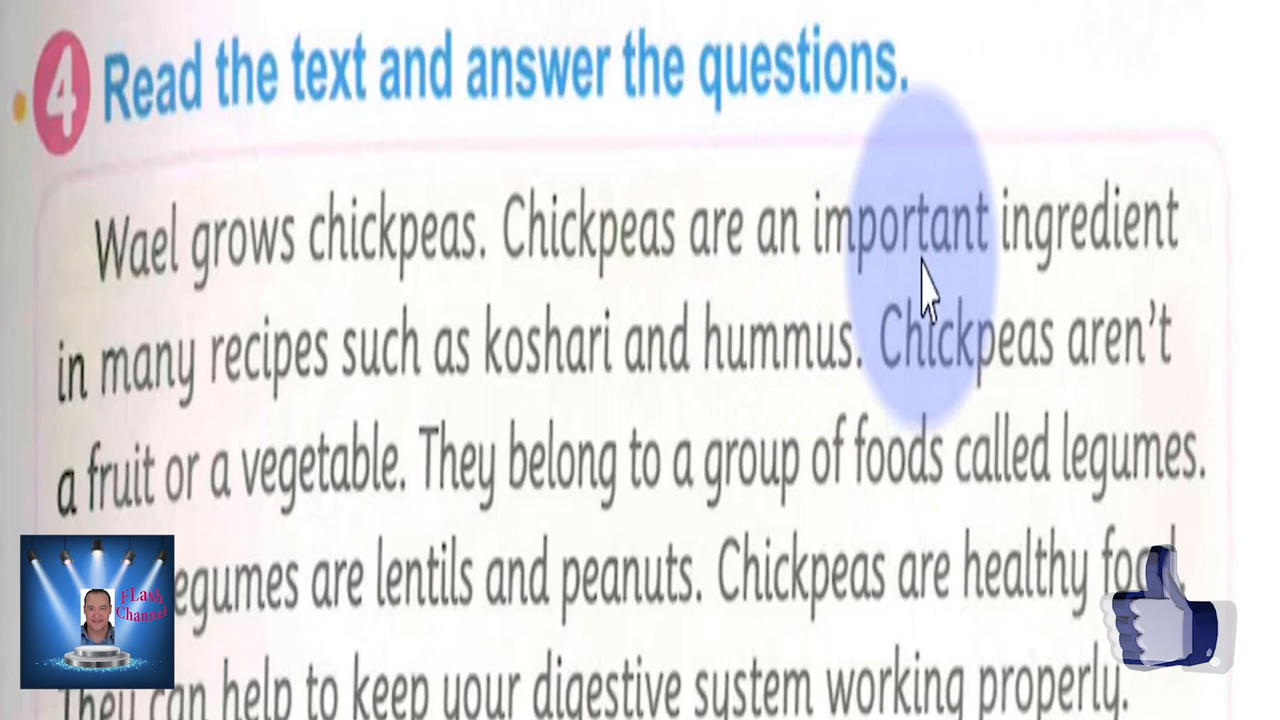 4 Read the text and answer the questions.
Wael grows chickpeas. Chickpeas are an important ingredient
in many recipes such as koshari and hummus. Chickpeas aren't
a fruit or a vegetable. They belong to a group of foods called legumes.
egumes are lentils and peanuts. Chickpeas are healthy food.
They can help to keep your digestive system working properly.
FLash
Channel